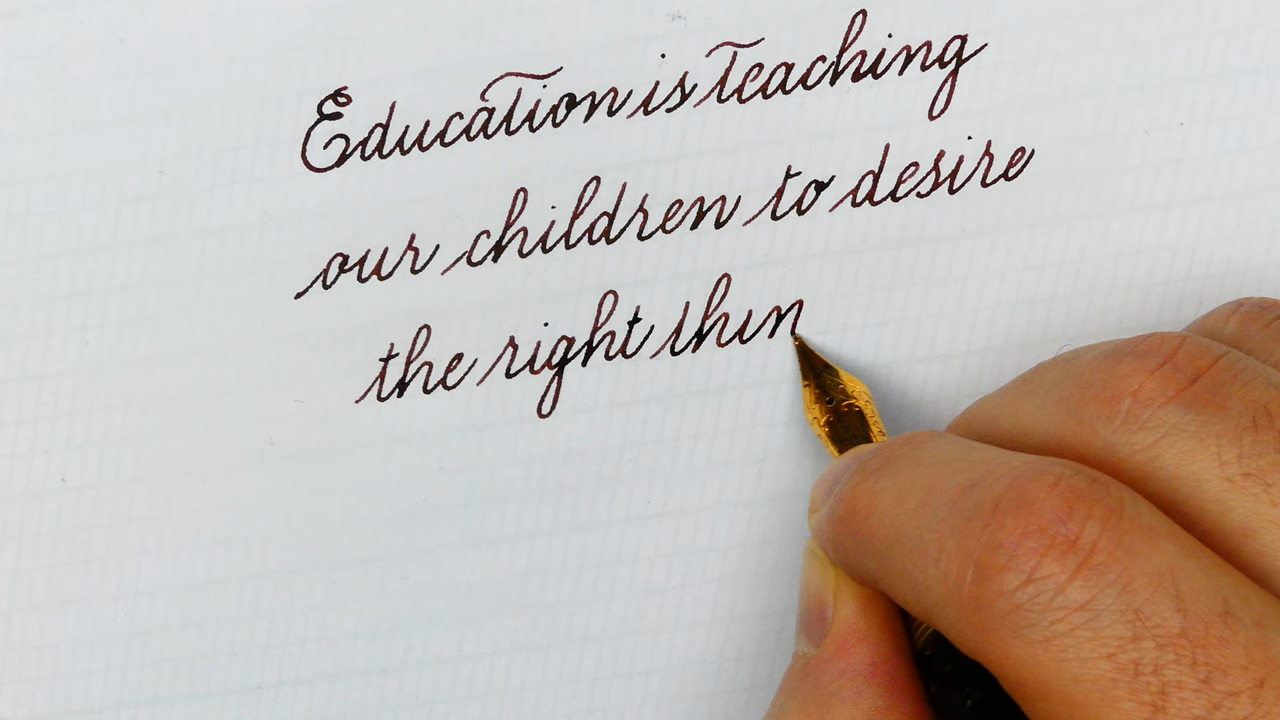 Education is teaching
our children to desire
the right thin